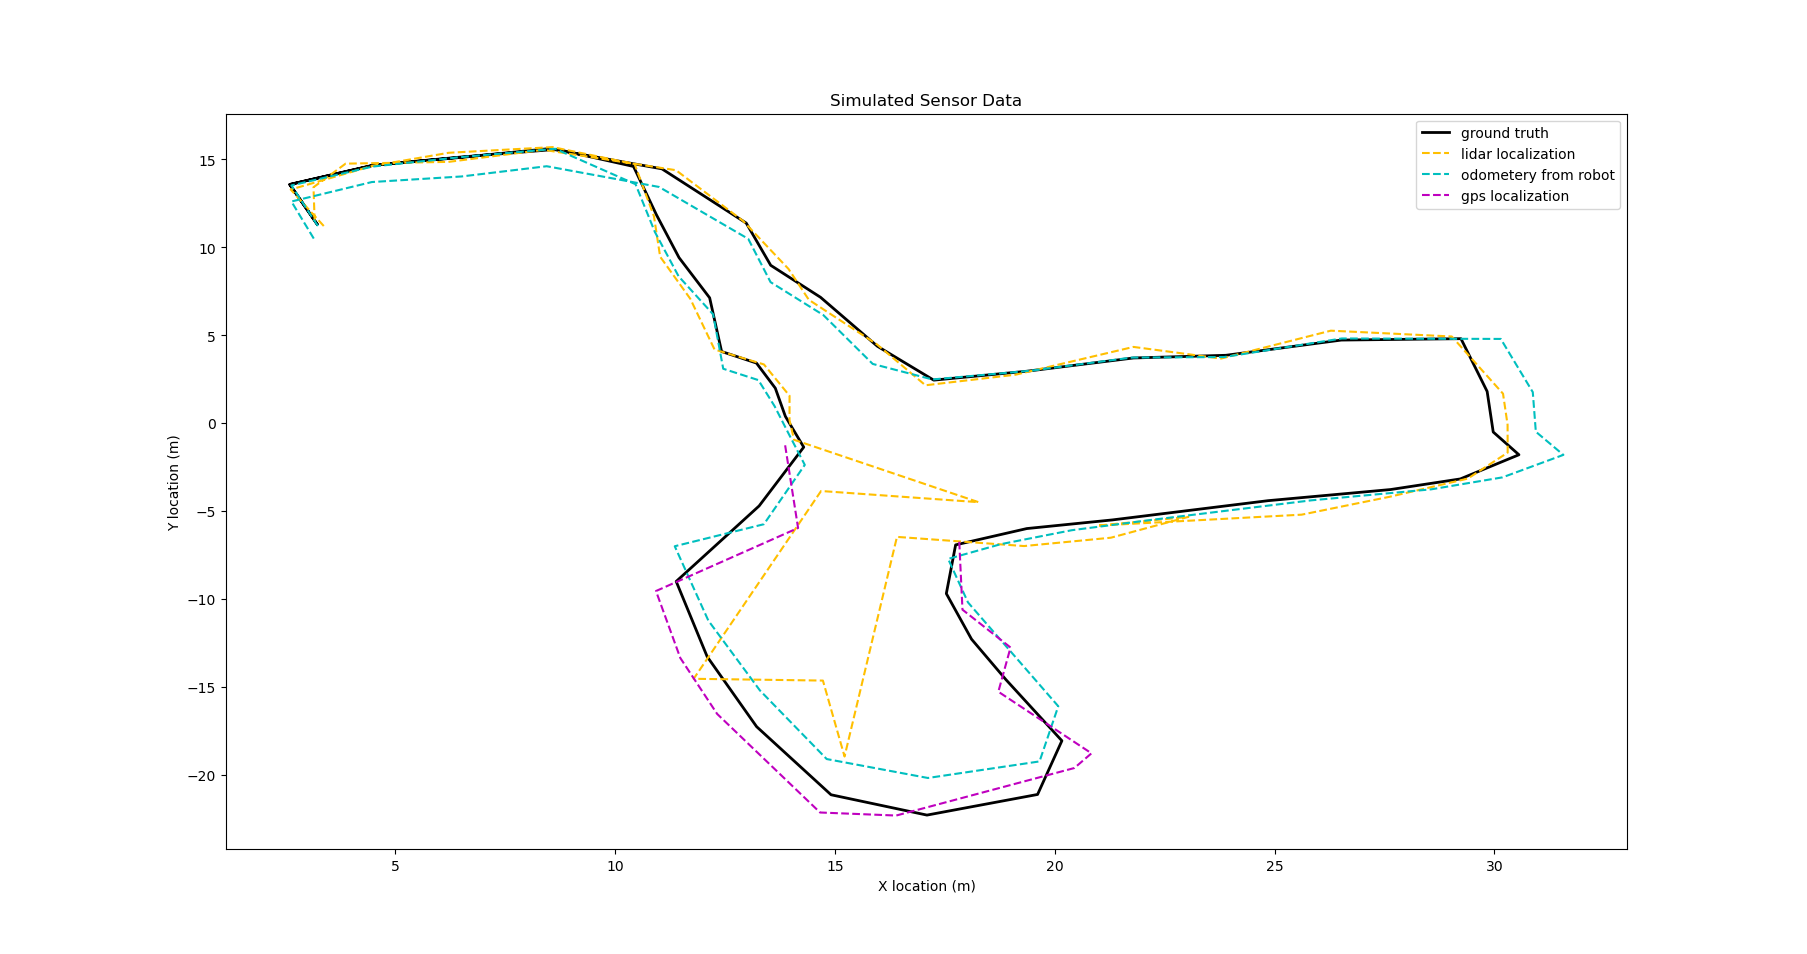 Simulated Sensor Data
ground truth
lidar localization
odometery from robot
gps localization
Y location (m)
15
10
5
0
−5
−10
−15
−20
5
10
15
20
25
30
X location (m)